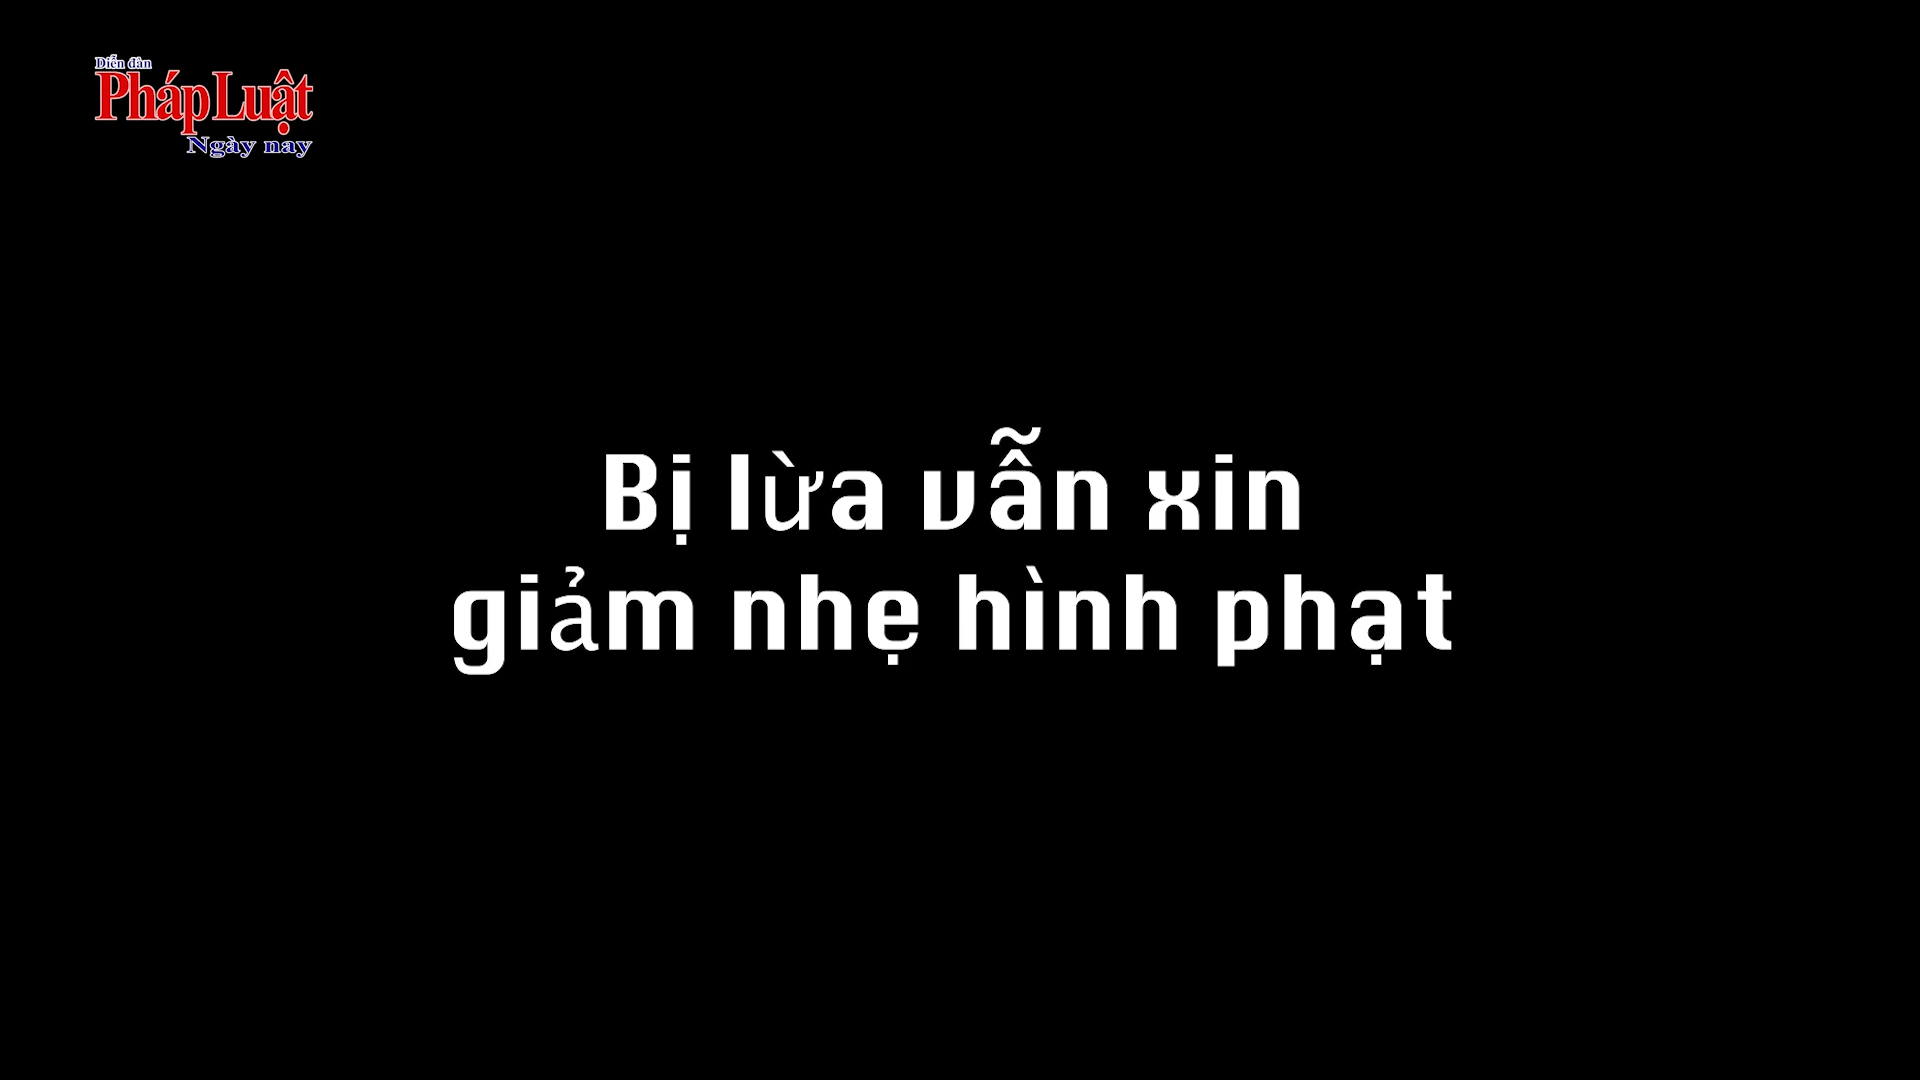 Diễn đàn
Pháp Luật
Ngày nay
Bị lừa vẫn xin
giảm nhẹ hình phạt